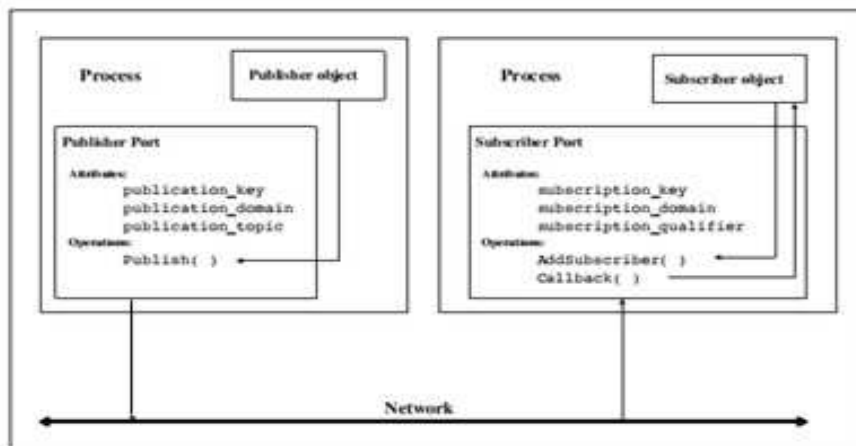 Process
Publisher object
Publisher Port
Attributes:
publication_key
publication_domain
publication_topic
Operations:
Publish( )
Process
Subscriber object
Subscriber Port
Attributes:
subscription_key
subscription_domain
subscription_qualifier
Operations:
AddSubscriber( )
Callback( )
Network